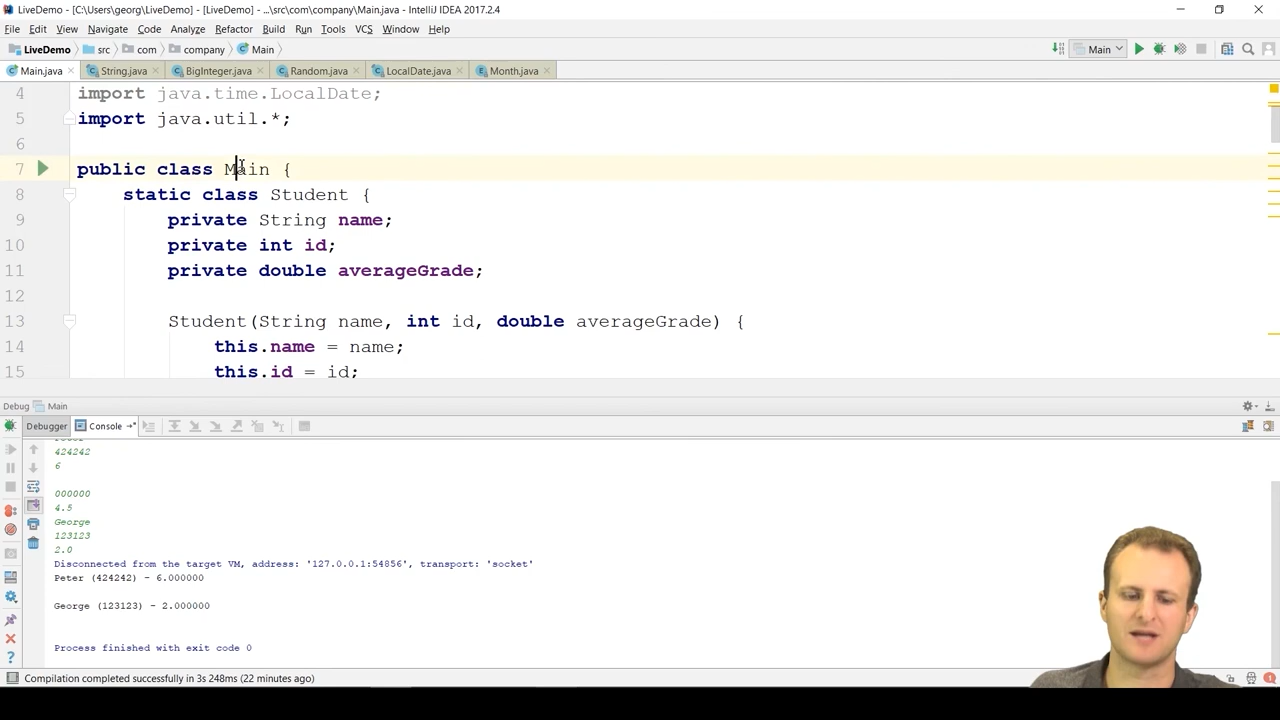 LiveDemo - [C:\Users\georg\LiveDemo] - [LiveDemo] - ...\src\com\company\Main.java - IntelliJ IDEA 2017.2.4
File Edit View Navigate Code Analyze Refactor Build Run Tools VCS Window Help
LiveDemo src com company Main Main
Main.java String.java BigInteger.java Random.java LocalDate.java Month.java
4 import java.time.LocalDate;
5 import java.util.*;
6
7 public class Main {
8 static class Student {
9 private String name;
10 private int id;
11 private double averageGrade;
12
13 Student(String name, int id, double averageGrade) {
14 this.name = name;
15 this.id = id;
Debug Main
Debugger Console
424242
6
000000
4.5
George
123123
2.0
Disconnected from the target VM, address: '127.0.0.1:54856', transport: 'socket'
Peter (424242) - 6.000000
George (123123) - 2.000000
Process finished with exit code 0
Compilation completed successfully in 3s 248ms (22 minutes ago)